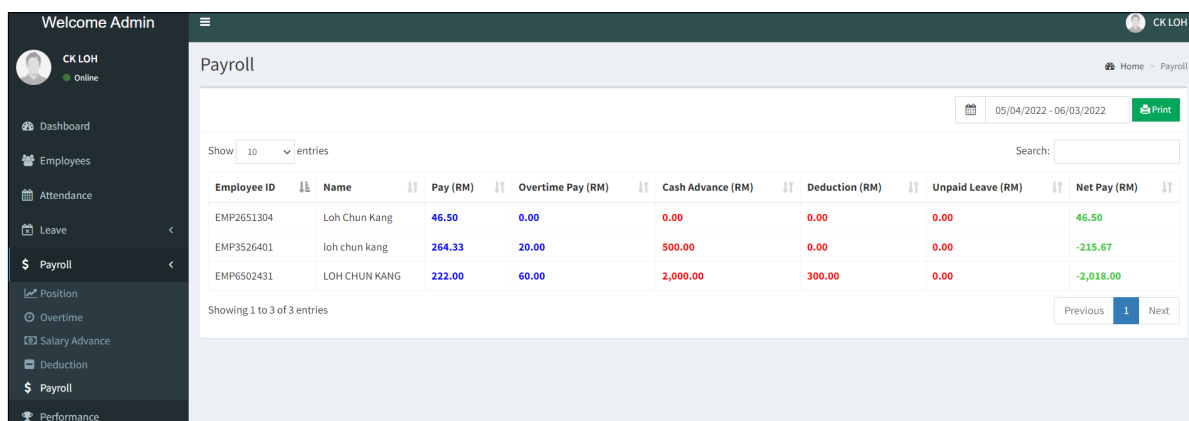 Welcome Admin
CK LOH
CK LOH
Online
Payroll
Home > Payroll
05/04/2022 - 06/03/2022
Print
Dashboard
Show 10 entries
Search:
Employees
Employee ID Name Pay (RM) Overtime Pay (RM) Cash Advance (RM) Deduction (RM) Unpaid Leave (RM) Net Pay (RM)
Attendance
EMP2651304 Loh Chun Kang 46.50 0.00 0.00 0.00 0.00 46.50
Leave
EMP3526401 loh chun kang 264.33 20.00 500.00 0.00 0.00 -215.67
$ Payroll
EMP6502431 LOH CHUN KANG 222.00 60.00 2,000.00 300.00 0.00 -2,018.00
Position
Showing 1 to 3 of 3 entries
Previous 1 Next
Overtime
Salary Advance
Deduction
$ Payroll
Performance